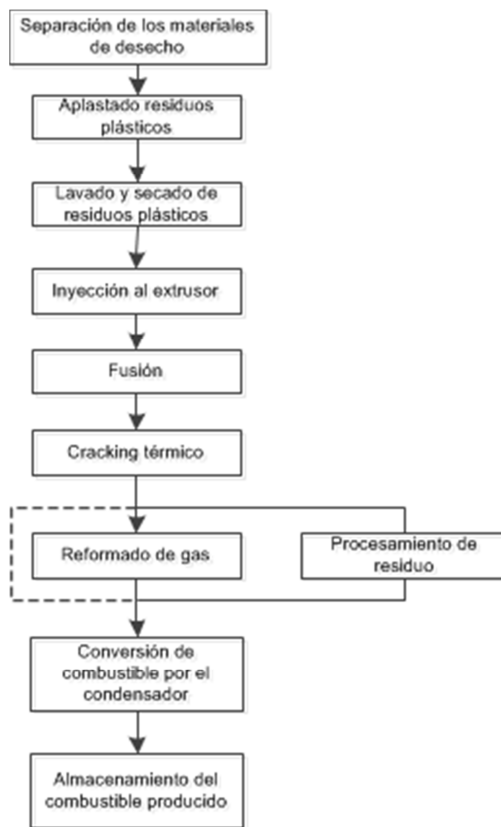 Separación de los materiales
de desecho
Aplastado residuos
plásticos
Lavado y secado de
residuos plásticos
Inyección al extrusor
Fusión
Cracking térmico
Reformado de gas
Procesamiento de
residuo
Conversión de
combustible por el
condensador
Almacenamiento del
combustible producido